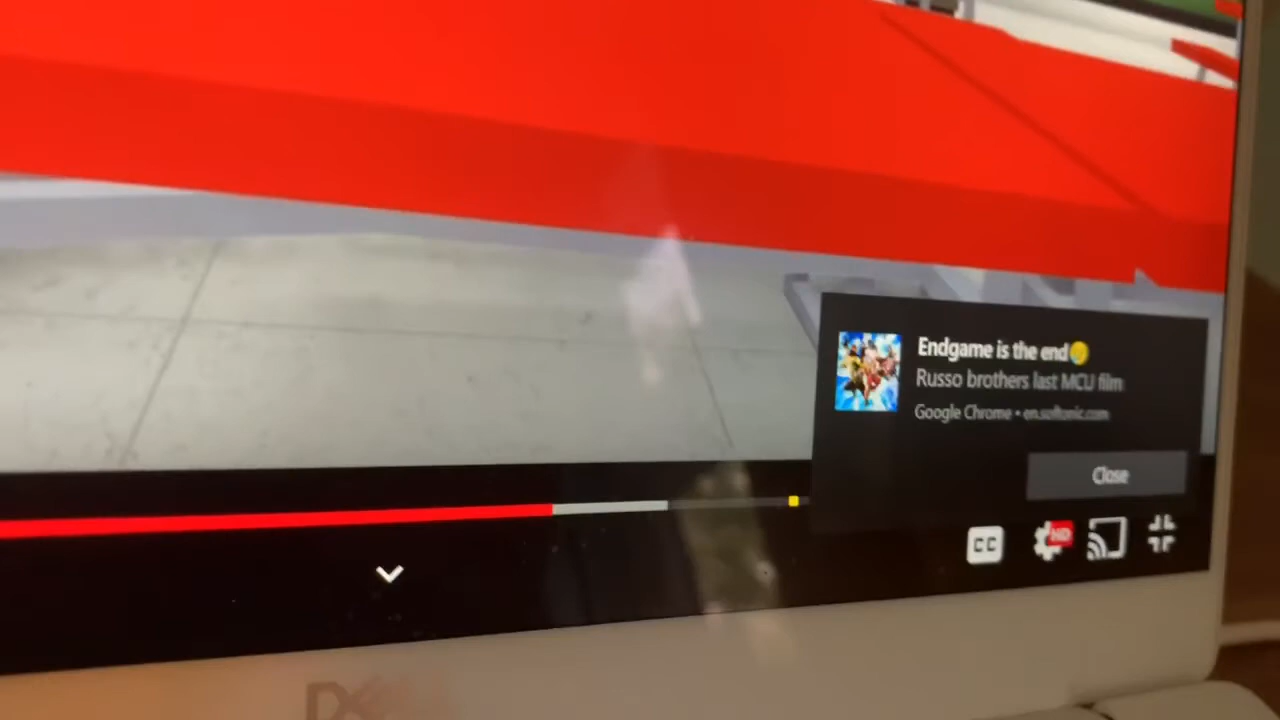 Endgame is the end
Russo brothers last MCU film
Google Chrome • en.softonic.com
Close
CC
HD